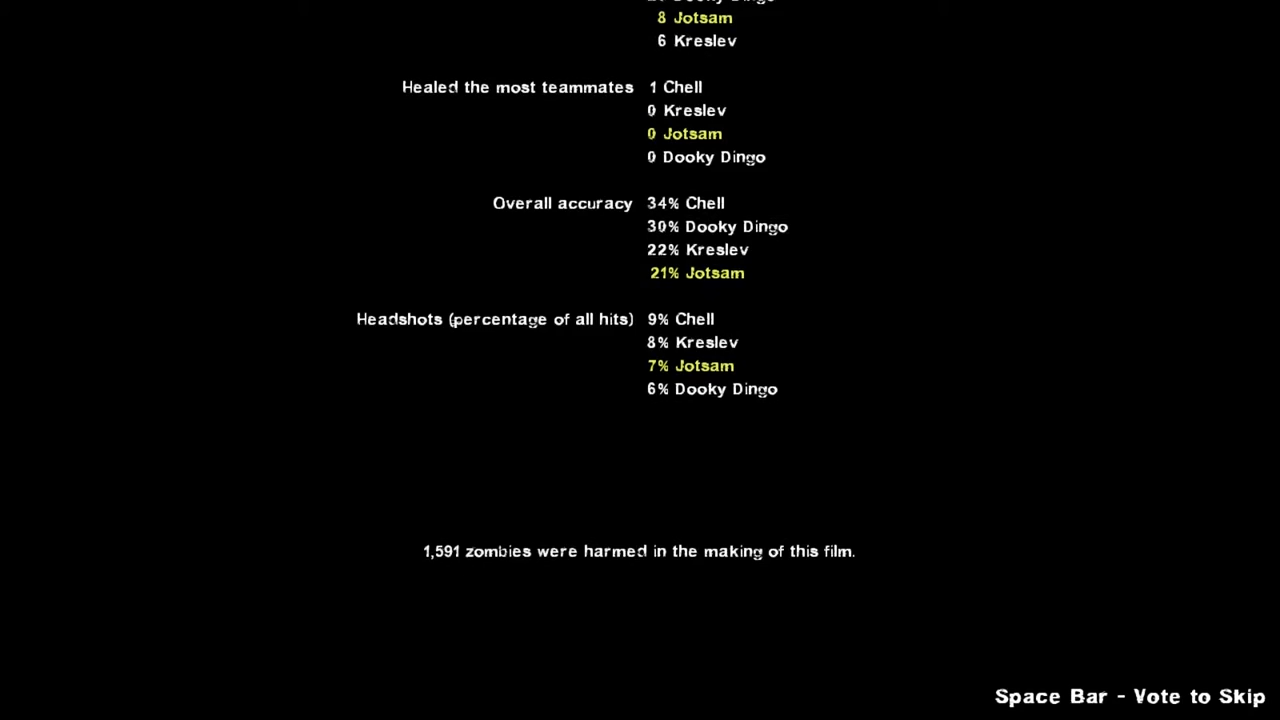 Dooky Dingo
8 Jotsam
6 Kreslev
Healed the most teammates 1 Chell
0 Kreslev
0 Jotsam
0 Dooky Dingo
Overall accuracy 34% Chell
30% Dooky Dingo
22% Kreslev
21% Jotsam
Headshots (percentage of all hits) 9% Chell
8% Kreslev
7% Jotsam
6% Dooky Dingo
1,591 zombies were harmed in the making of this film.
Space Bar - Vote to Skip